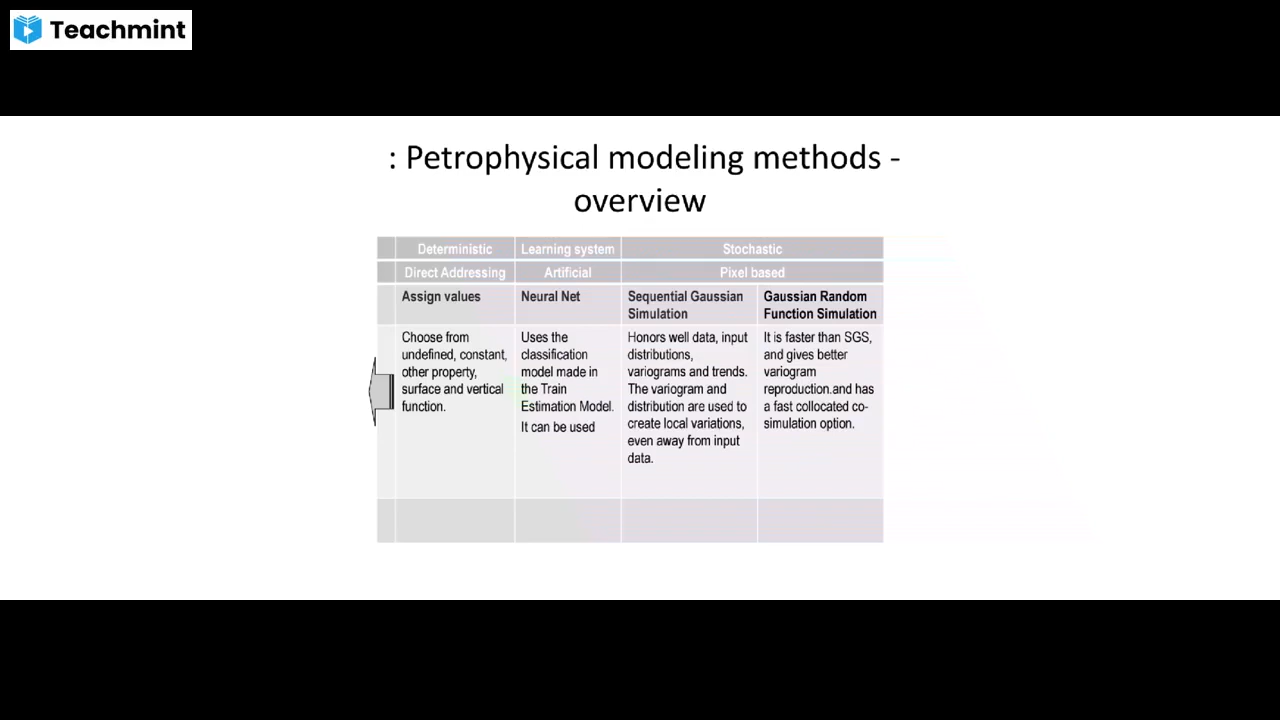 Teachmint
: Petrophysical modeling methods -
overview
Deterministic
Learning system
Stochastic
Direct Addressing
Artificial
Pixel based
Assign values
Neural Net
Sequential Gaussian
Simulation
Gaussian Random
Function Simulation
Choose from
undefined, constant,
other property,
surface and vertical
function.
Uses the
classification
model made in
the Train
Estimation Model.
It can be used
Honors well data, input
distributions,
variograms and trends.
The variogram and
distribution are used to
create local variations,
even away from input
data.
It is faster than SGS,
and gives better
variogram
reproduction.and has
a fast collocated co-
simulation option.